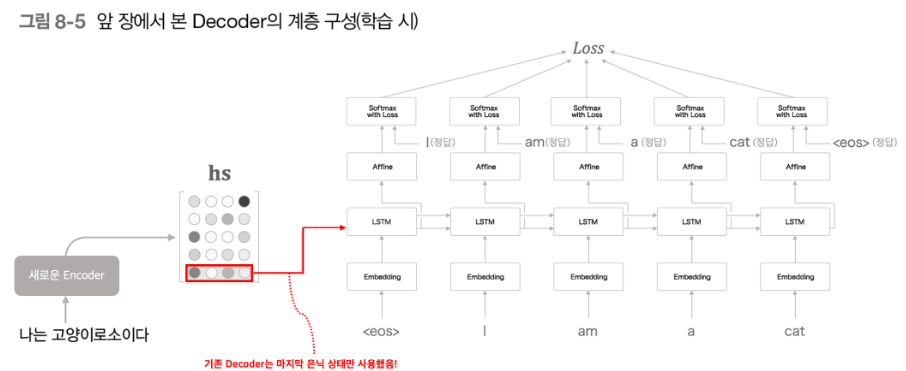 그림 8-5 앞 장에서 본 Decoder의 계층 구성(학습 시)
Loss
Softmax with Loss
Softmax with Loss
Softmax with Loss
Softmax with Loss
Softmax with Loss
I(정답)
am(정답)
a (정답)
cat (정답)
<eos> (정답)
Affine
Affine
Affine
Affine
Affine
hs
LSTM
LSTM
LSTM
LSTM
LSTM
새로운 Encoder
Embedding
Embedding
Embedding
Embedding
Embedding
나는 고양이로소이다
<eos>
I
am
a
cat
기존 Decoder는 마지막 은닉 상태만 사용했음!